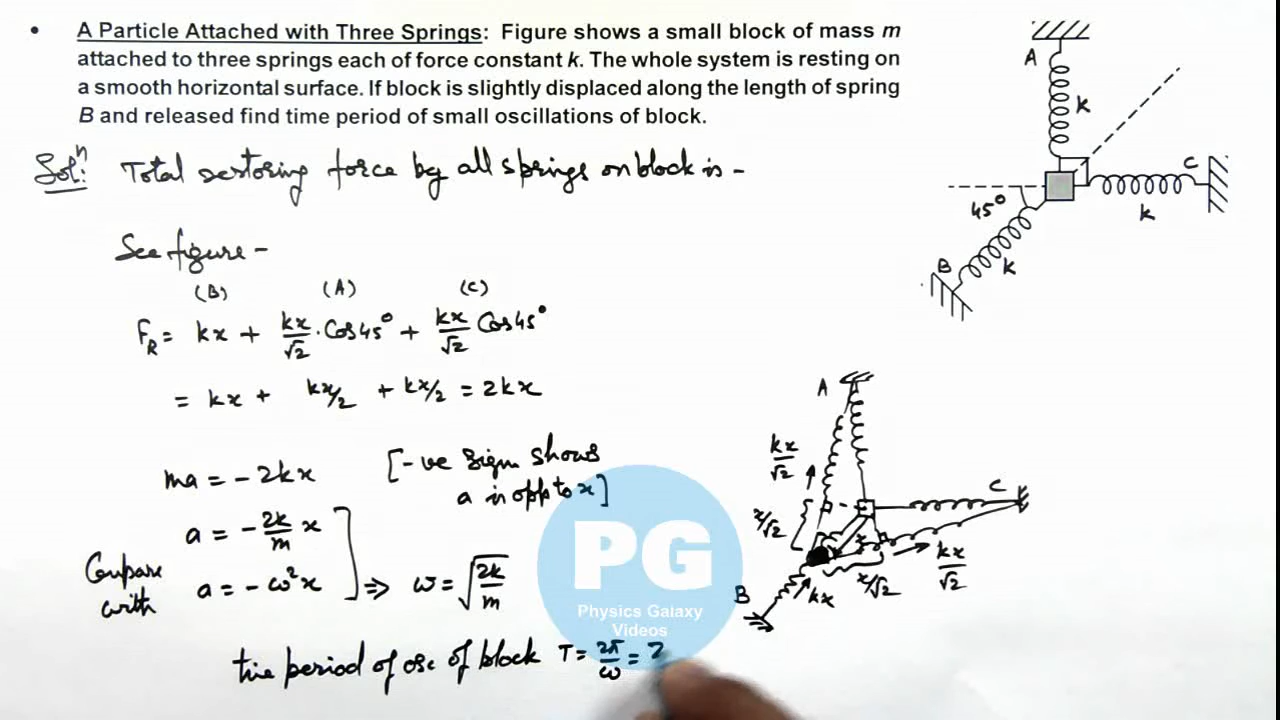 • A Particle Attached with Three Springs: Figure shows a small block of mass m
attached to three springs each of force constant k. The whole system is resting on
a smooth horizontal surface. If block is slightly displaced along the length of spring
B and released find time period of small oscillations of block.
Solⁿ: Total restoring force by all springs on block is -
See figure -
(B) (A) (C)
F_R = kx + kx/√2 · Cos45° + kx/√2 Cos45°
= kx + kx/2 + kx/2 = 2kx
ma = -2kx [-ve sign shows
a is opp to x]
a = - 2k/m x
Compare with a = -ω²x ⇒ ω = √(2k/m)
time period of osc of block T = 2π/ω = 2
A
k
C
k
45°
B
k
A
kx/√2
x/√2
C
x
kx/√2
x/√2
B
kx
PG
Physics Galaxy
Videos